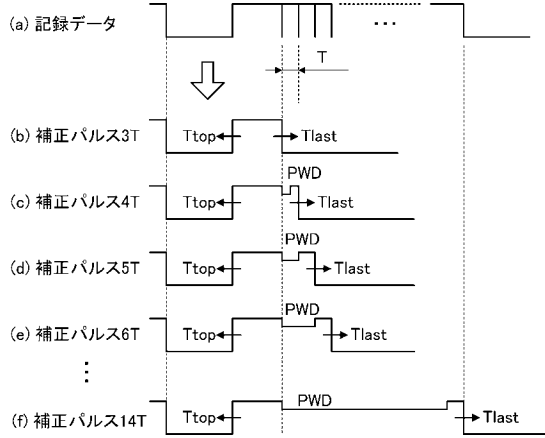 (a) 記録データ
...
T
(b) 補正パルス3T
Ttop
Tlast
PWD
(c) 補正パルス4T
Ttop
Tlast
PWD
(d) 補正パルス5T
Ttop
Tlast
PWD
(e) 補正パルス6T
Ttop
Tlast
PWD
(f) 補正パルス14T
Ttop
Tlast